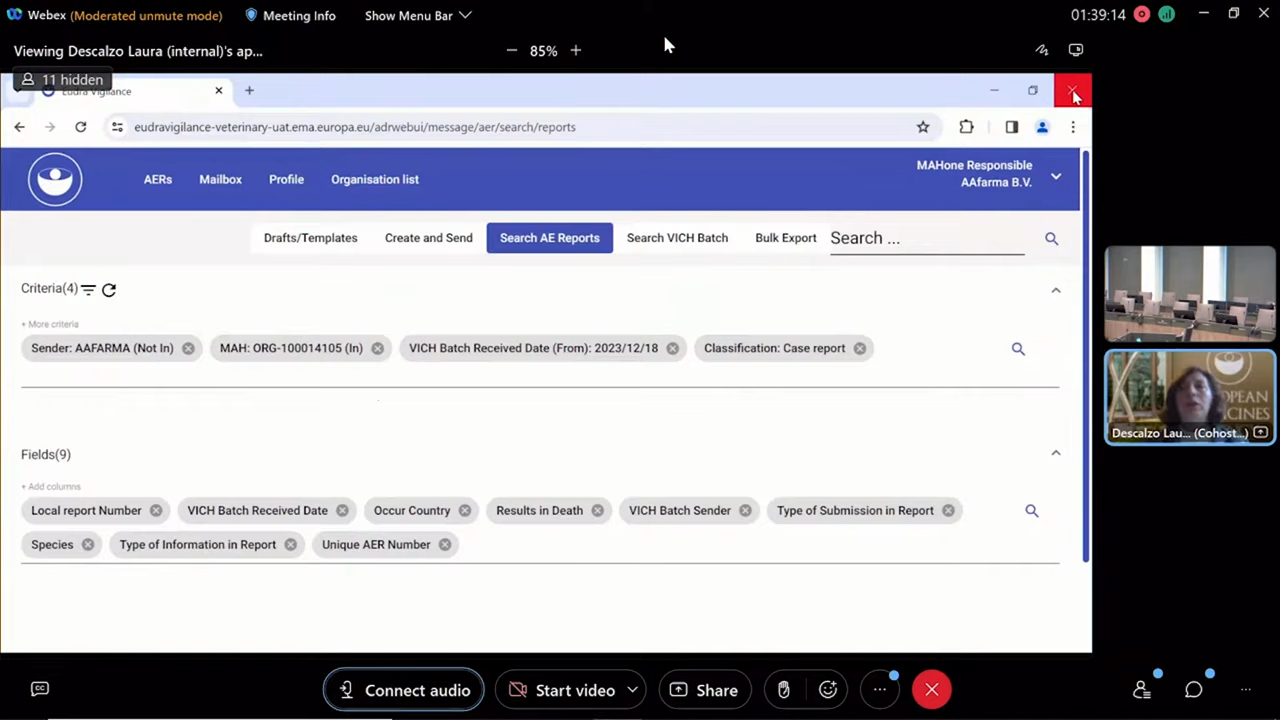 Webex (Moderated unmute mode) Meeting Info Show Menu Bar 01:39:14
Viewing Descalzo Laura (internal)'s ap... 85%
11 hidden
Eudra Vigilance
eudravigilance-veterinary-uat.ema.europa.eu/adrwebui/message/aer/search/reports
AERs Mailbox Profile Organisation list
MAHone Responsible
AAfarma B.V.
Drafts/Templates Create and Send Search AE Reports Search VICH Batch Bulk Export Search ...
Criteria(4)
+ More criteria
Sender: AAFARMA (Not In) MAH: ORG-100014105 (In) VICH Batch Received Date (From): 2023/12/18 Classification: Case report
Fields(9)
+ Add columns
Local report Number VICH Batch Received Date Occur Country Results in Death VICH Batch Sender Type of Submission in Report
Species Type of Information in Report Unique AER Number
Descalzo Lau... (Cohost...)
Connect audio Start video Share